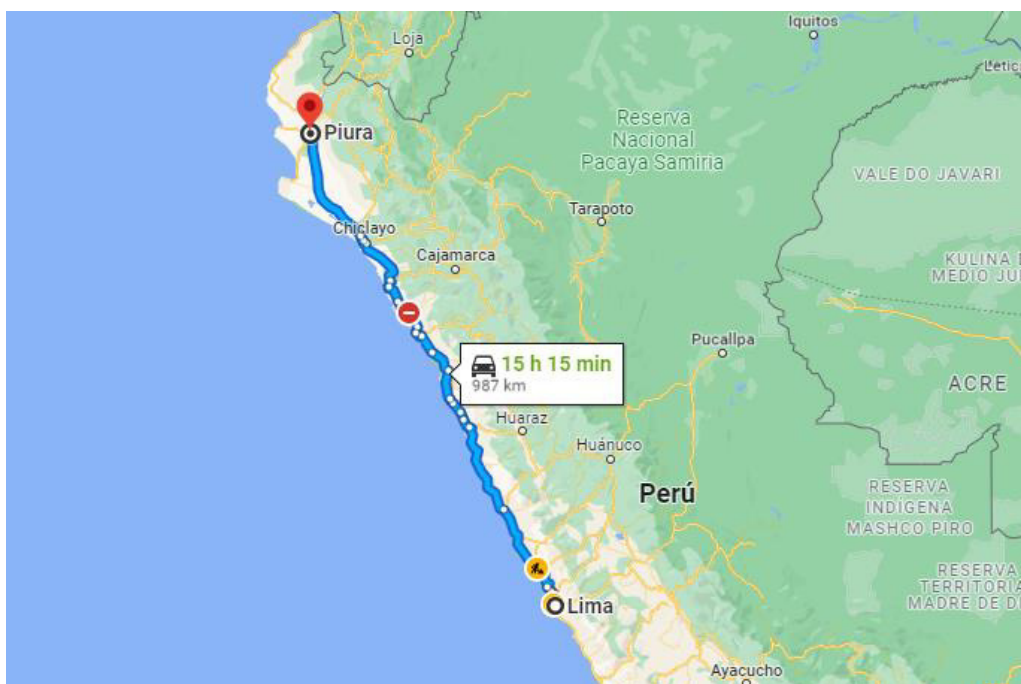 Iquitos
Loja
Letic
Reserva
Nacional
Pacaya Samiria
Piura
VALE DO JAVARI
Tarapoto
Chiclayo
Cajamarca
KULINA D
MEDIO JU
Pucallpa
15 h 15 min
987 km
ACRE
Huaraz
Huánuco
Perú
RESERVA
INDIGENA
MASHCO PIRO
RESERVA
TERRITORIA
MADRE DE D
Lima
Ayacucho